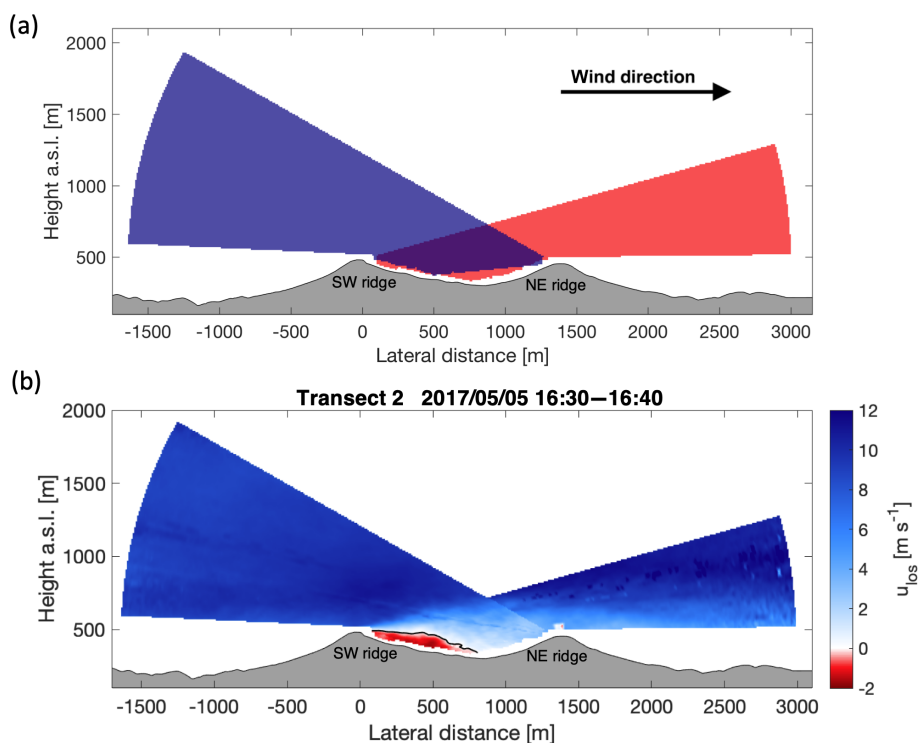 (a)
2000
1500
1000
500
Height a.s.l. [m]
Wind direction
SW ridge
NE ridge
-1500 -1000 -500 0 500 1000 1500 2000 2500 3000
Lateral distance [m]
(b)
Transect 2 2017/05/05 16:30—16:40
2000
1500
1000
500
Height a.s.l. [m]
SW ridge
NE ridge
-1500 -1000 -500 0 500 1000 1500 2000 2500 3000
Lateral distance [m]
12
10
8
6
4
2
0
-2
u_los [m s⁻¹]